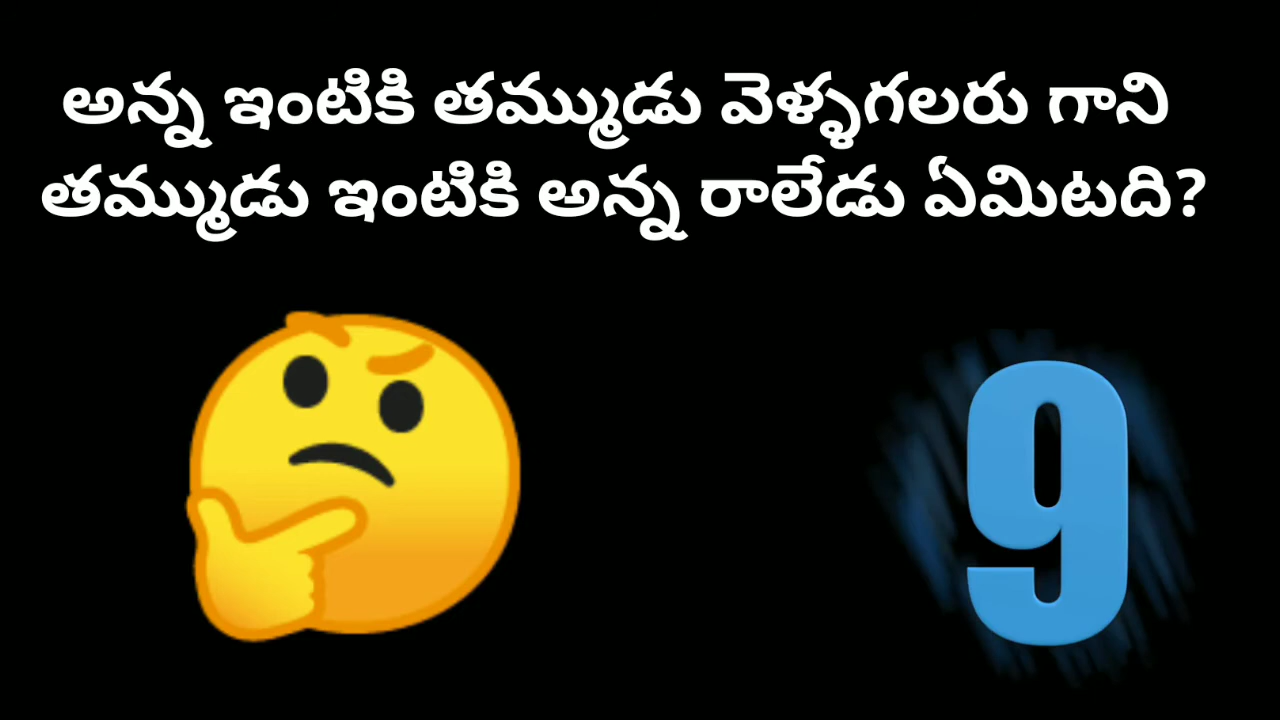 అన్న ఇంటికి తమ్ముడు వెళ్ళగలరు గాని
తమ్ముడు ఇంటికి అన్న రాలేడు ఏమిటది?
9